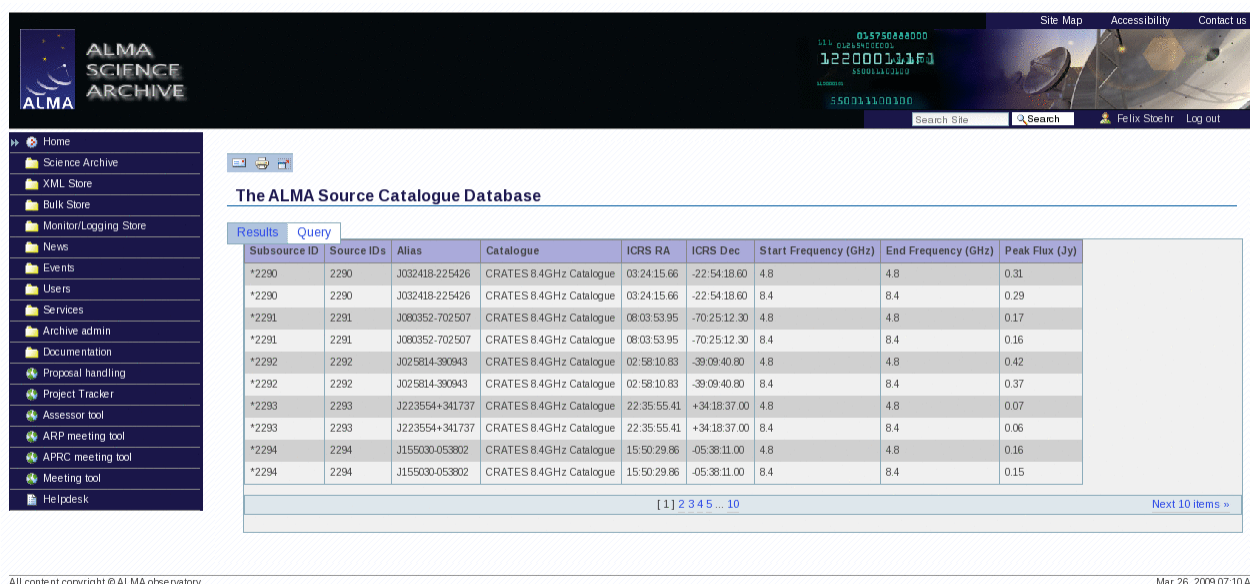 Site Map Accessibility Contact us
ALMA
SCIENCE
ARCHIVE
ALMA
Search Site Search Felix Stoehr Log out
Home
Science Archive
XML Store
Bulk Store
Monitor/Logging Store
News
Events
Users
Services
Archive admin
Documentation
Proposal handling
Project Tracker
Assessor tool
ARP meeting tool
APRC meeting tool
Meeting tool
Helpdesk
The ALMA Source Catalogue Database
Results Query
Subsource ID Source IDs Alias Catalogue ICRS RA ICRS Dec Start Frequency (GHz) End Frequency (GHz) Peak Flux (Jy)
*2290 2290 J032418-225426 CRATES 8.4GHz Catalogue 03:24:15.66 -22:54:18.60 4.8 4.8 0.31
*2290 2290 J032418-225426 CRATES 8.4GHz Catalogue 03:24:15.66 -22:54:18.60 8.4 8.4 0.29
*2291 2291 J080352-702507 CRATES 8.4GHz Catalogue 08:03:53.95 -70:25:12.30 4.8 4.8 0.17
*2291 2291 J080352-702507 CRATES 8.4GHz Catalogue 08:03:53.95 -70:25:12.30 8.4 8.4 0.16
*2292 2292 J025814-390943 CRATES 8.4GHz Catalogue 02:58:10.83 -39:09:40.80 4.8 4.8 0.42
*2292 2292 J025814-390943 CRATES 8.4GHz Catalogue 02:58:10.83 -39:09:40.80 8.4 8.4 0.37
*2293 2293 J223554+341737 CRATES 8.4GHz Catalogue 22:35:55.41 +34:18:37.00 4.8 4.8 0.07
*2293 2293 J223554+341737 CRATES 8.4GHz Catalogue 22:35:55.41 +34:18:37.00 8.4 8.4 0.06
*2294 2294 J155030-053802 CRATES 8.4GHz Catalogue 15:50:29.86 -05:38:11.00 4.8 4.8 0.16
*2294 2294 J155030-053802 CRATES 8.4GHz Catalogue 15:50:29.86 -05:38:11.00 8.4 8.4 0.15
[ 1 ] 2 3 4 5 ... 10 Next 10 items »
All content copyright © ALMA observatory Mar 26, 2009 07:10 A